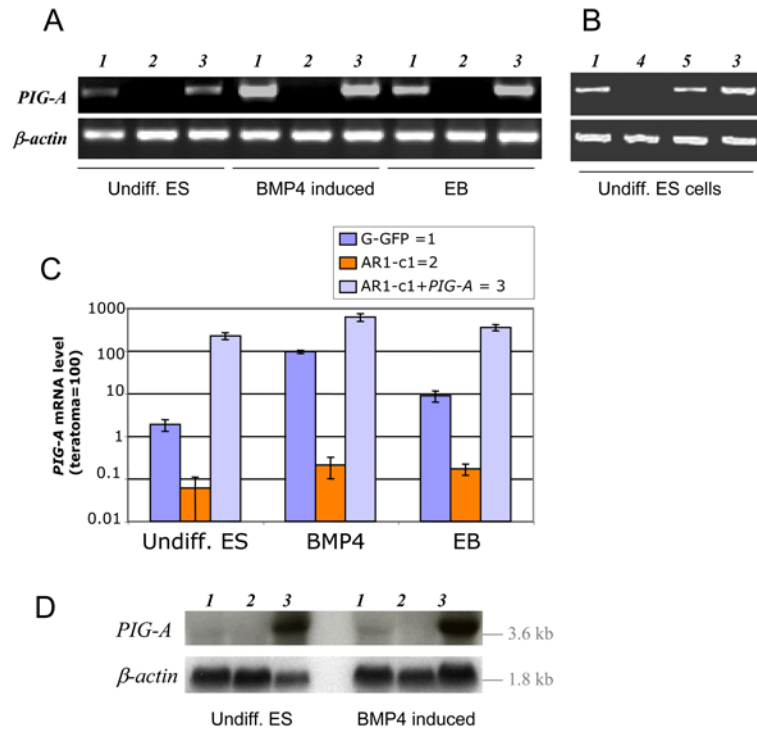 A
1 2 3 1 2 3 1 2 3
PIG-A
β-actin
Undiff. ES BMP4 induced EB
B
1 4 5 3
Undiff. ES cells
C
G-GFP =1
AR1-c1=2
AR1-c1+PIG-A = 3
PIG-A mRNA level
(teratoma=100)
1000
100
10
1
0.1
0.01
Undiff. ES BMP4 EB
D
1 2 3 1 2 3
PIG-A
3.6 kb
β-actin
1.8 kb
Undiff. ES BMP4 induced